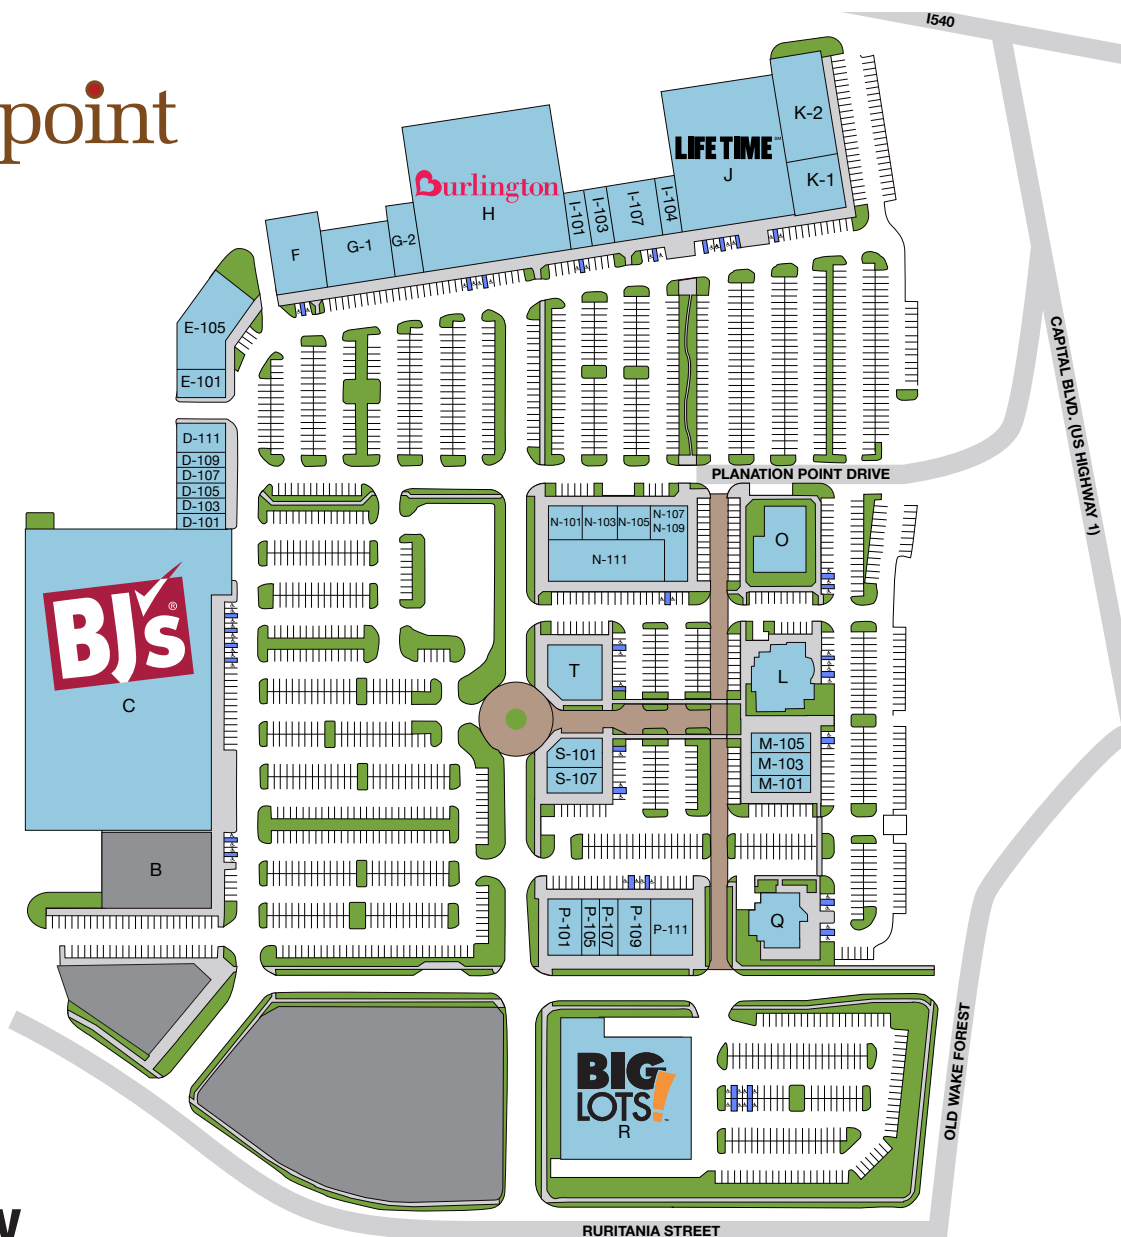 I540
point
K-2
LIFE TIME
J
K-1
Burlington
H
I-101
I-103
I-107
I-104
F
G-1
G-2
E-105
E-101
CAPITAL BLVD. (US HIGHWAY 1)
D-111
D-109
D-107
D-105
D-103
D-101
PLANATION POINT DRIVE
N-101
N-103
N-105
N-107
N-109
N-111
O
BJ's®
C
T
L
S-101
S-107
M-105
M-103
M-101
B
P-101
P-105
P-107
P-109
P-111
Q
OLD WAKE FOREST
BIG
LOTS!
R
RURITANIA STREET